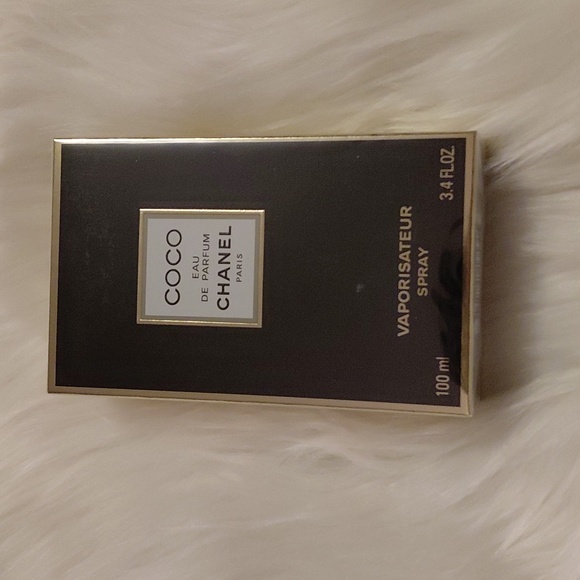 COCO
EAU
DE PARFUM
CHANEL
PARIS
VAPORISATEUR
SPRAY
100 ml 3.4 FL.OZ.